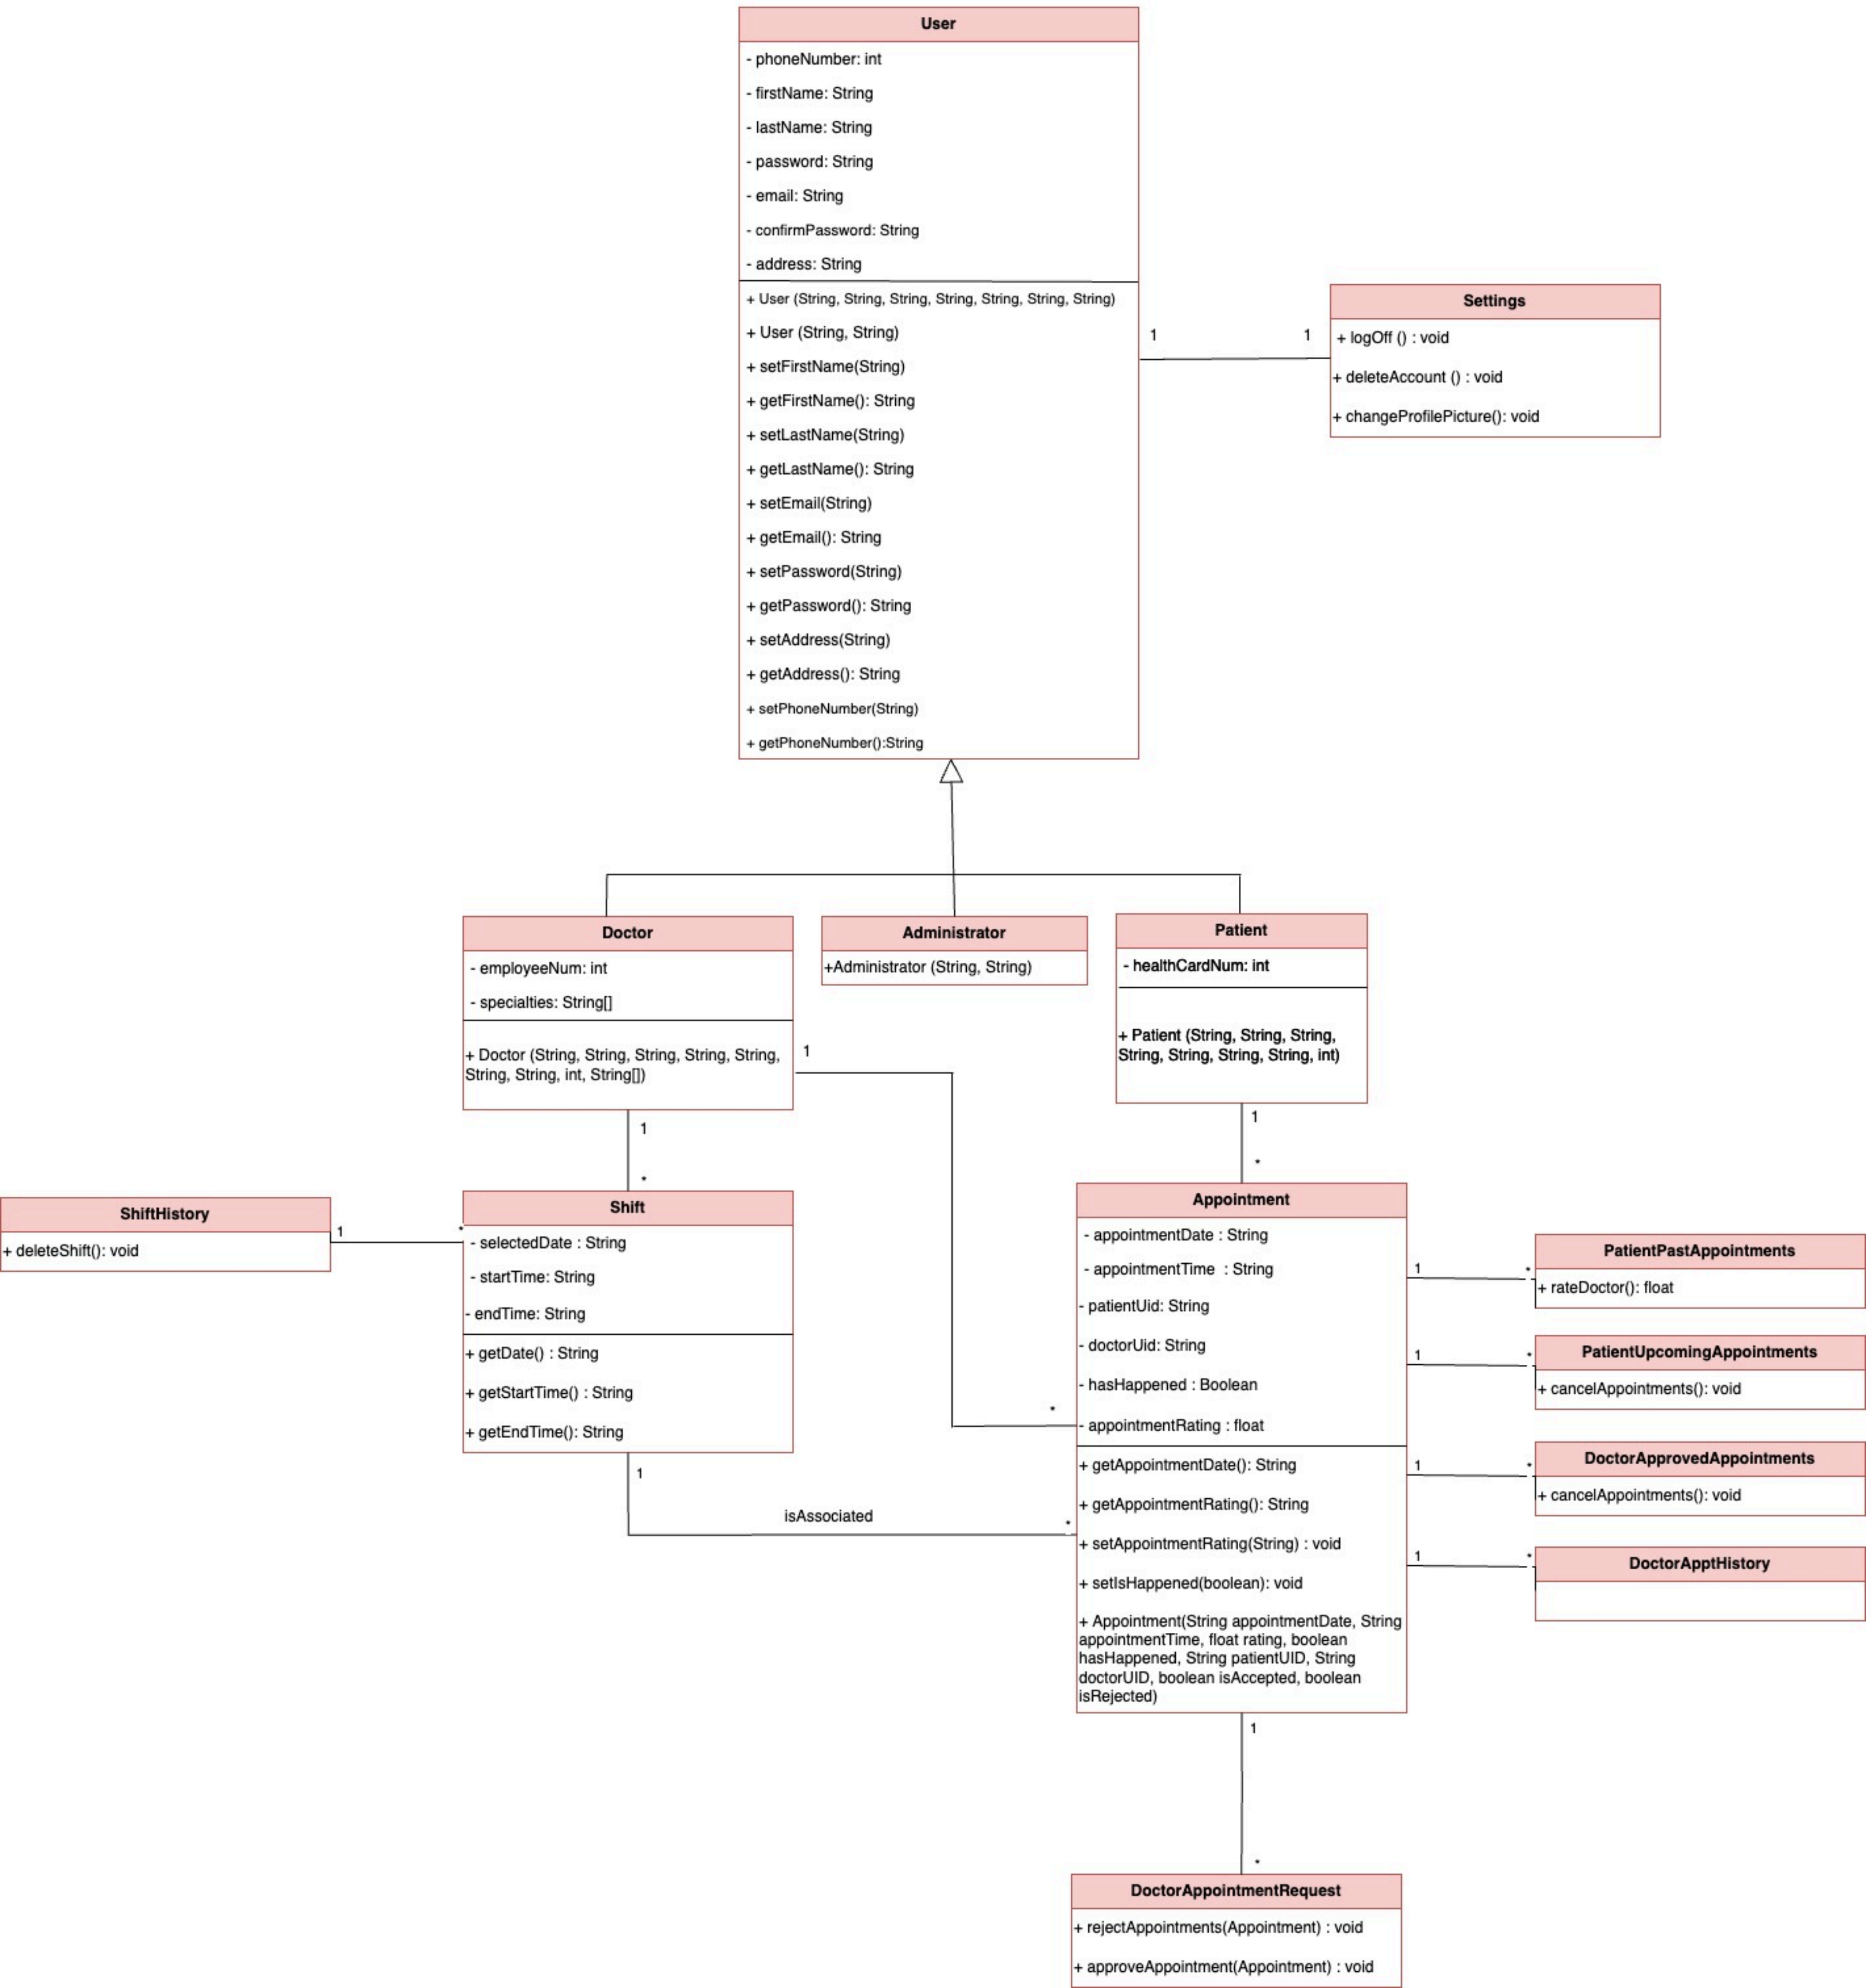 User
- phoneNumber: int
- firstName: String
- lastName: String
- password: String
- email: String
- confirmPassword: String
- address: String
+ User (String, String, String, String, String, String, String)
+ User (String, String)
+ setFirstName(String)
+ getFirstName(): String
+ setLastName(String)
+ getLastName(): String
+ setEmail(String)
+ getEmail(): String
+ setPassword(String)
+ getPassword(): String
+ setAddress(String)
+ getAddress(): String
+ setPhoneNumber(String)
+ getPhoneNumber():String
1
1
Settings
+ logOff () : void
+ deleteAccount () : void
+ changeProfilePicture(): void
Doctor
- employeeNum: int
- specialties: String[]
+ Doctor (String, String, String, String, String,
String, String, int, String[])
Administrator
+Administrator (String, String)
Patient
- healthCardNum: int
+ Patient (String, String, String,
String, String, String, String, int)
1
1
*
1
*
ShiftHistory
+ deleteShift(): void
1
*
Shift
- selectedDate : String
- startTime: String
- endTime: String
+ getDate() : String
+ getStartTime() : String
+ getEndTime(): String
1
isAssociated
*
*
Appointment
- appointmentDate : String
- appointmentTime : String
- patientUid: String
- doctorUid: String
- hasHappened : Boolean
- appointmentRating : float
+ getAppointmentDate(): String
+ getAppointmentRating(): String
+ setAppointmentRating(String) : void
+ setIsHappened(boolean): void
+ Appointment(String appointmentDate, String
appointmentTime, float rating, boolean
hasHappened, String patientUID, String
doctorUID, boolean isAccepted, boolean
isRejected)
1
*
PatientPastAppointments
+ rateDoctor(): float
1
*
PatientUpcomingAppointments
+ cancelAppointments(): void
1
*
DoctorApprovedAppointments
+ cancelAppointments(): void
1
*
DoctorApptHistory
1
*
DoctorAppointmentRequest
+ rejectAppointments(Appointment) : void
+ approveAppointment(Appointment) : void